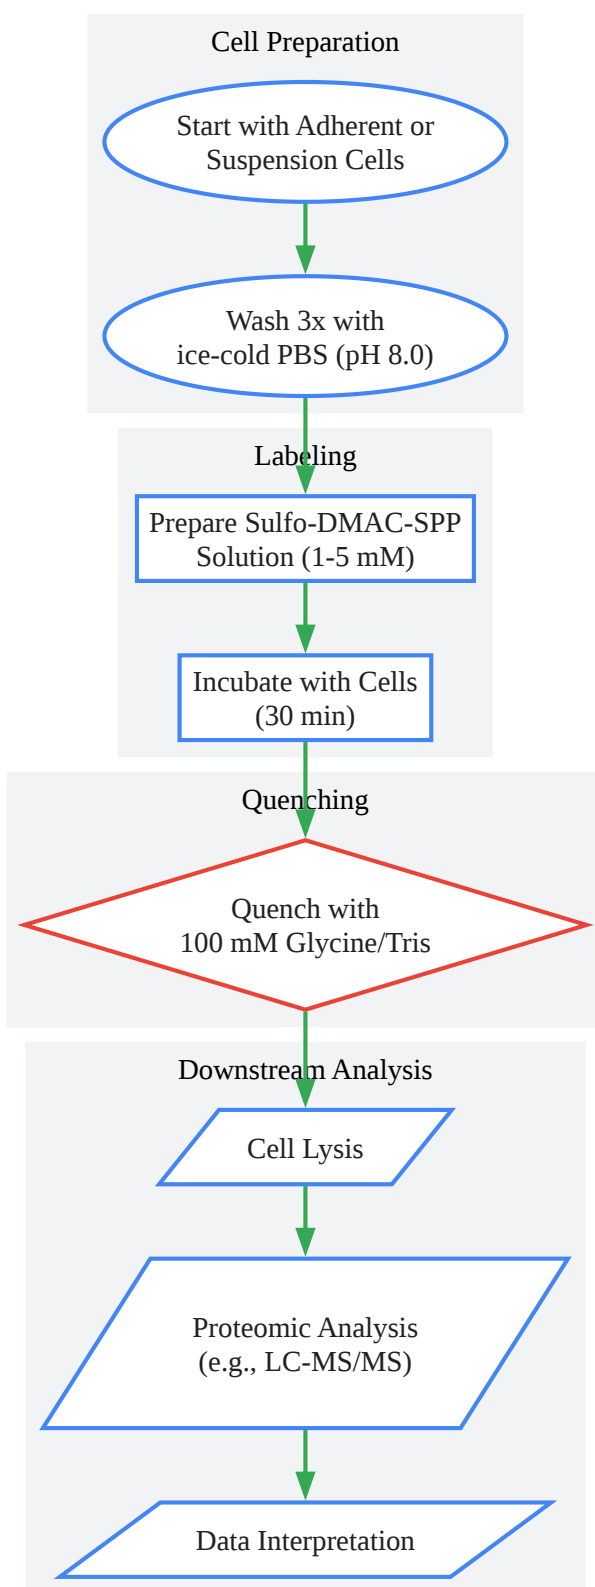 Cell Preparation
Start with Adherent or
Suspension Cells
Wash 3x with
ice-cold PBS (pH 8.0)
Labeling
Prepare Sulfo-DMAC-SPP
Solution (1-5 mM)
Incubate with Cells
(30 min)
Quenching
Quench with
100 mM Glycine/Tris
Downstream Analysis
Cell Lysis
Proteomic Analysis
(e.g., LC-MS/MS)
Data Interpretation